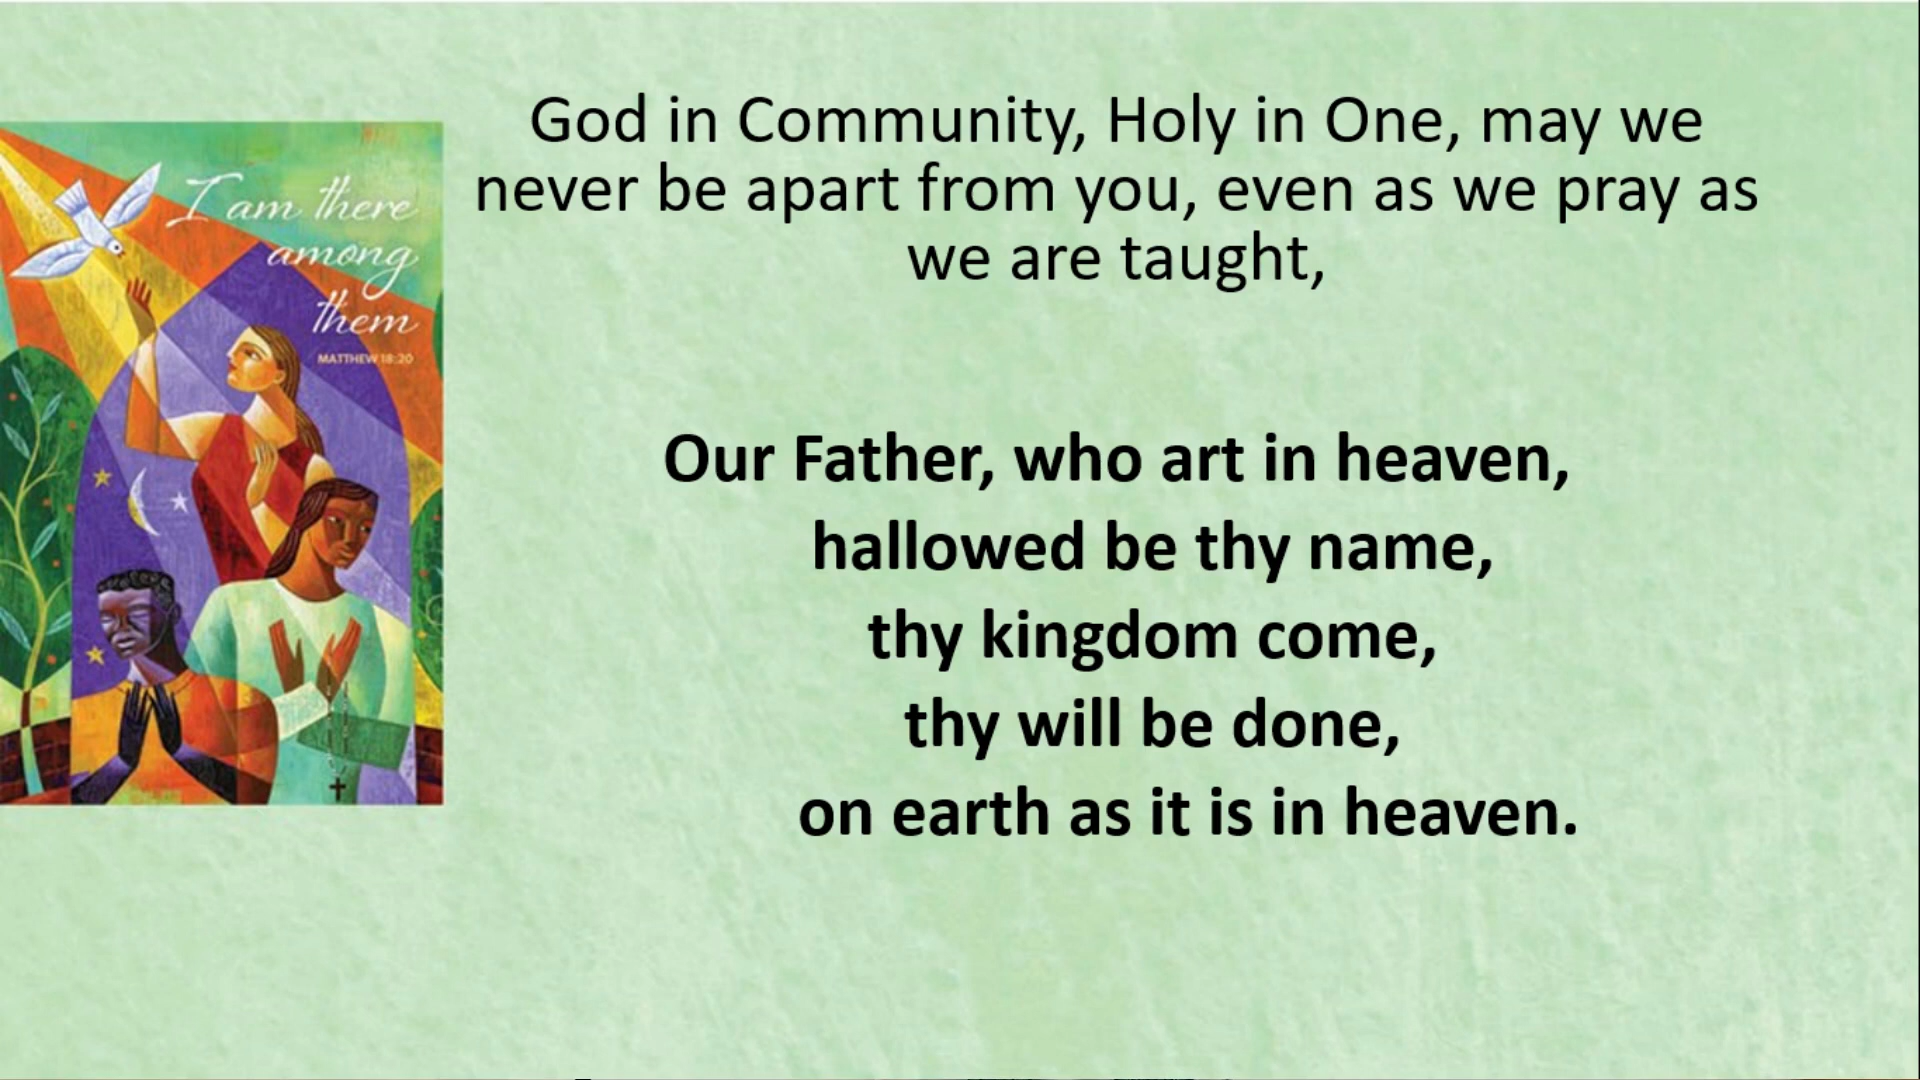 I am there
among
them
MATTHEW 18:20
God in Community, Holy in One, may we
never be apart from you, even as we pray as
we are taught,
Our Father, who art in heaven,
hallowed be thy name,
thy kingdom come,
thy will be done,
on earth as it is in heaven.